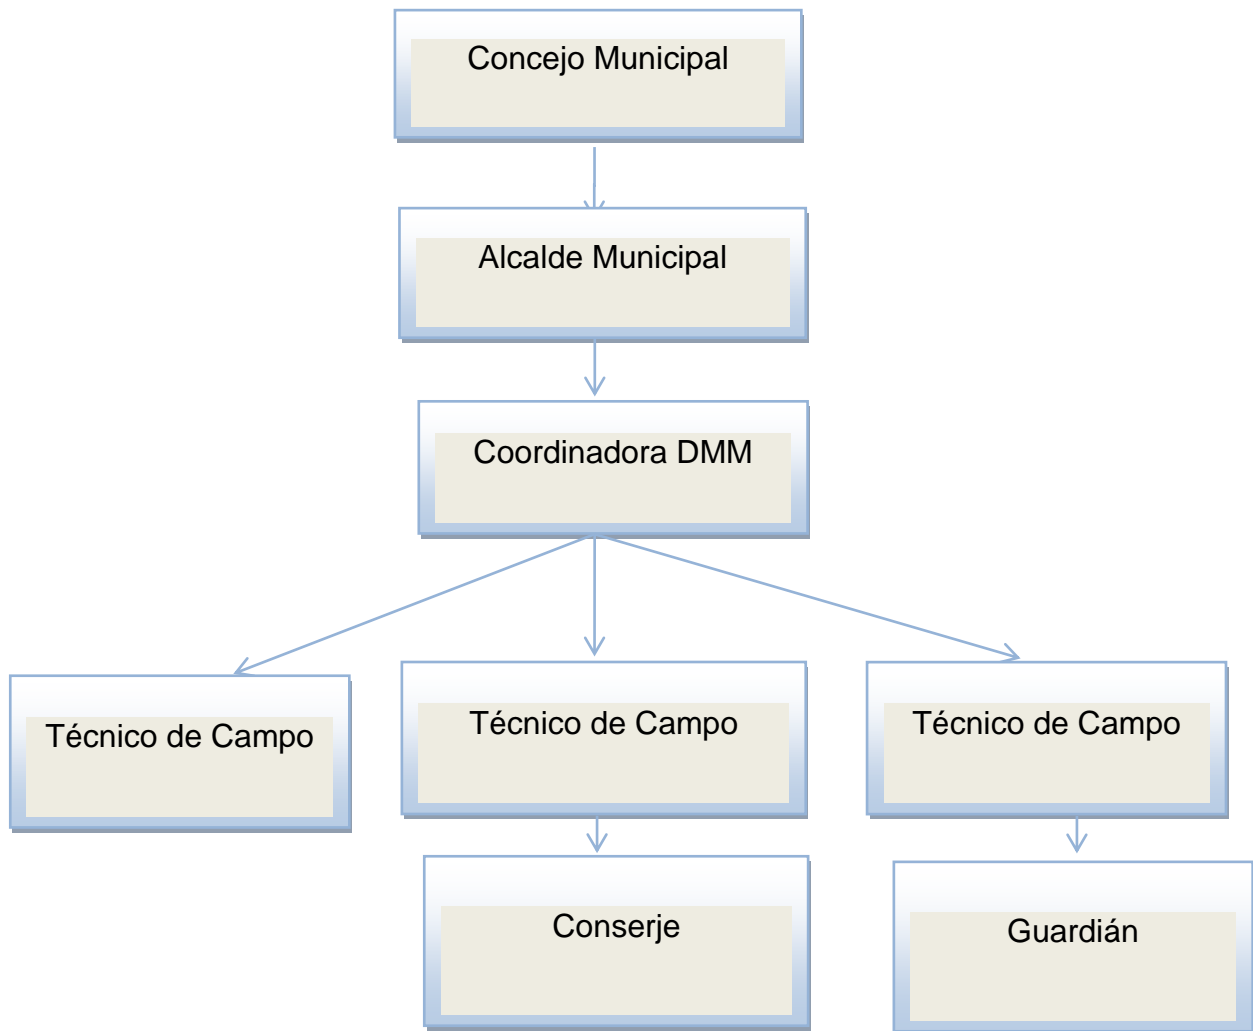 Concejo Municipal
Alcalde Municipal
Coordinadora DMM
Técnico de Campo
Técnico de Campo
Técnico de Campo
Conserje
Guardián